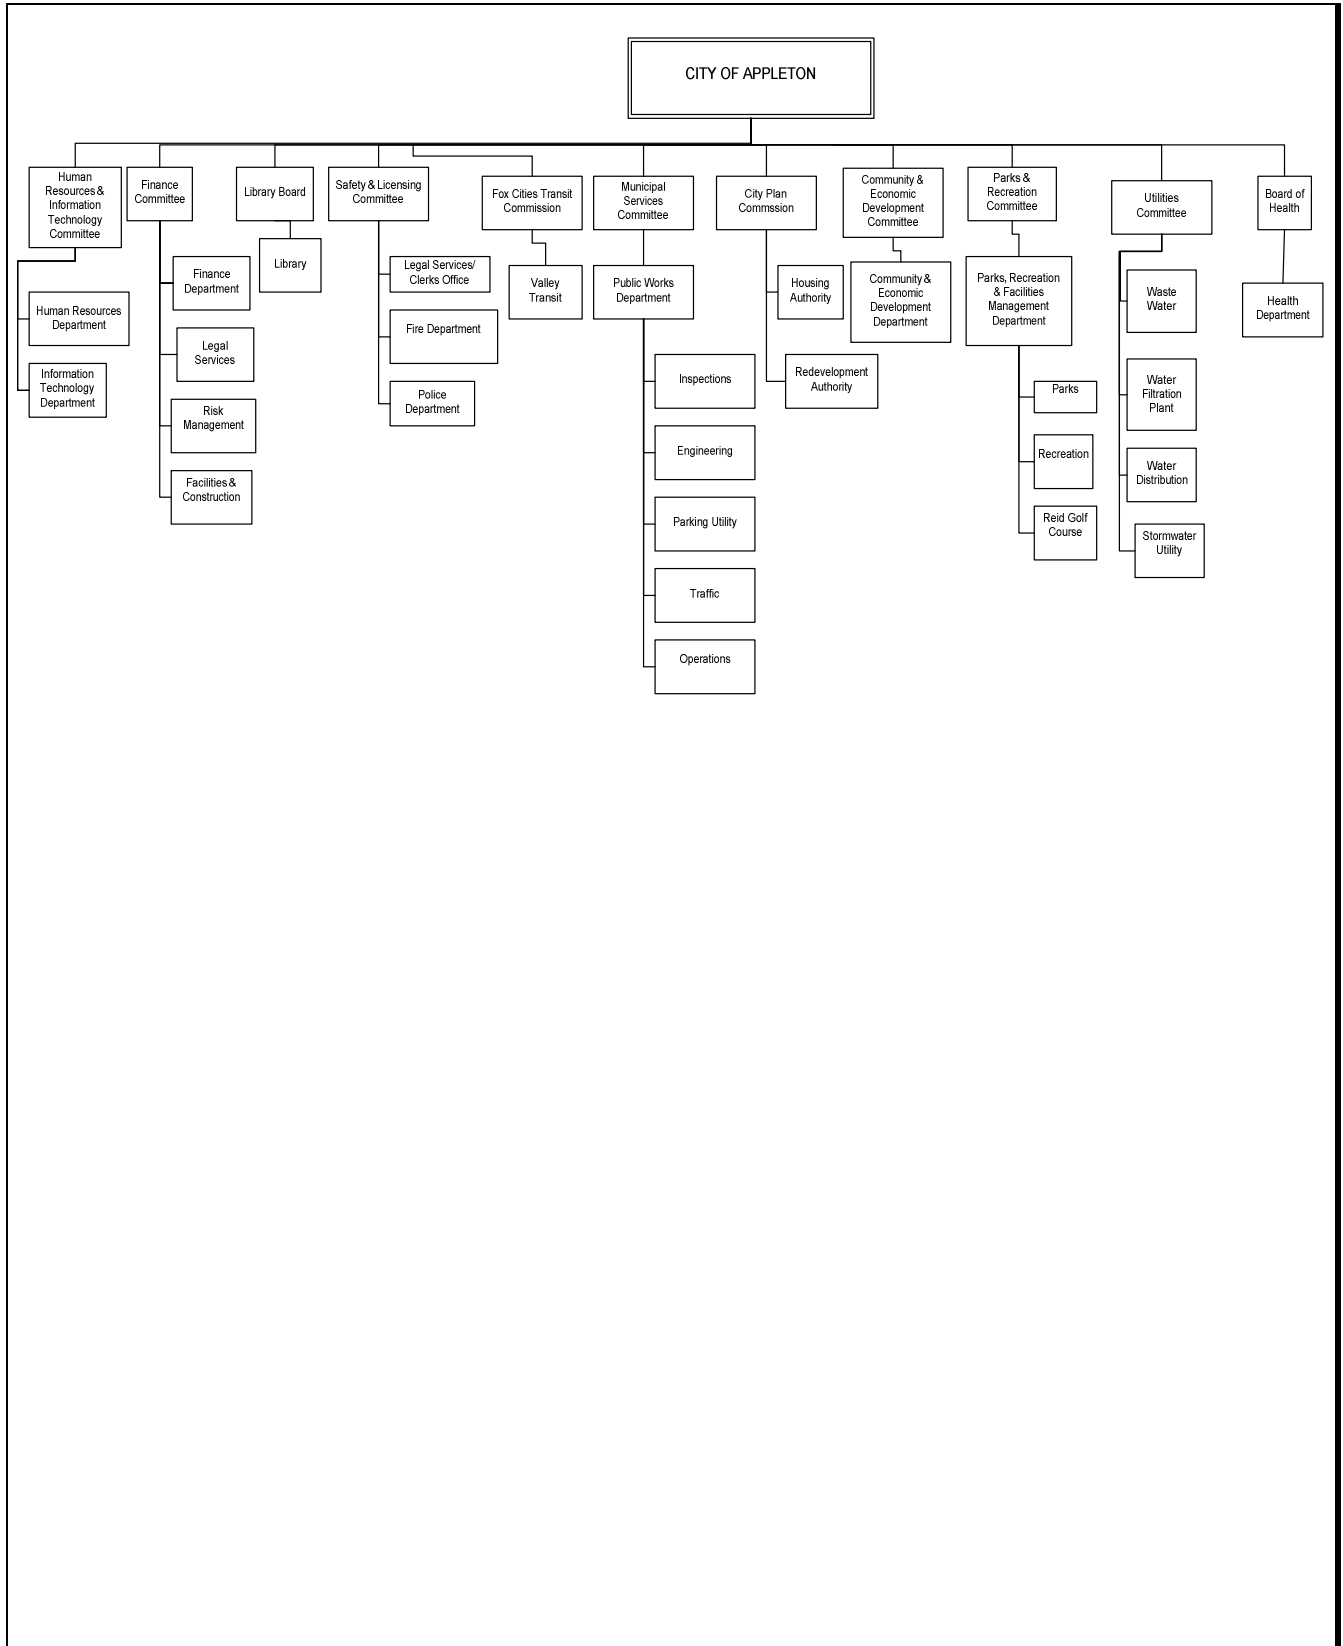 CITY OF APPLETON
Human
Resources &
Information
Technology
Committee
Finance
Committee
Library Board
Safety & Licensing
Committee
Fox Cities Transit
Commission
Municipal
Services
Committee
City Plan
Commssion
Community &
Economic
Development
Committee
Parks &
Recreation
Committee
Utilities
Committee
Board of
Health
Human Resources
Department
Information
Technology
Department
Finance
Department
Legal
Services
Risk
Management
Facilities &
Construction
Library
Legal Services/
Clerks Office
Fire Department
Police
Department
Valley
Transit
Public Works
Department
Inspections
Engineering
Parking Utility
Traffic
Operations
Housing
Authority
Redevelopment
Authority
Community &
Economic
Development
Department
Parks, Recreation
& Facilities
Management
Department
Parks
Recreation
Reid Golf
Course
Waste
Water
Water
Filtration
Plant
Water
Distribution
Stormwater
Utility
Health
Department